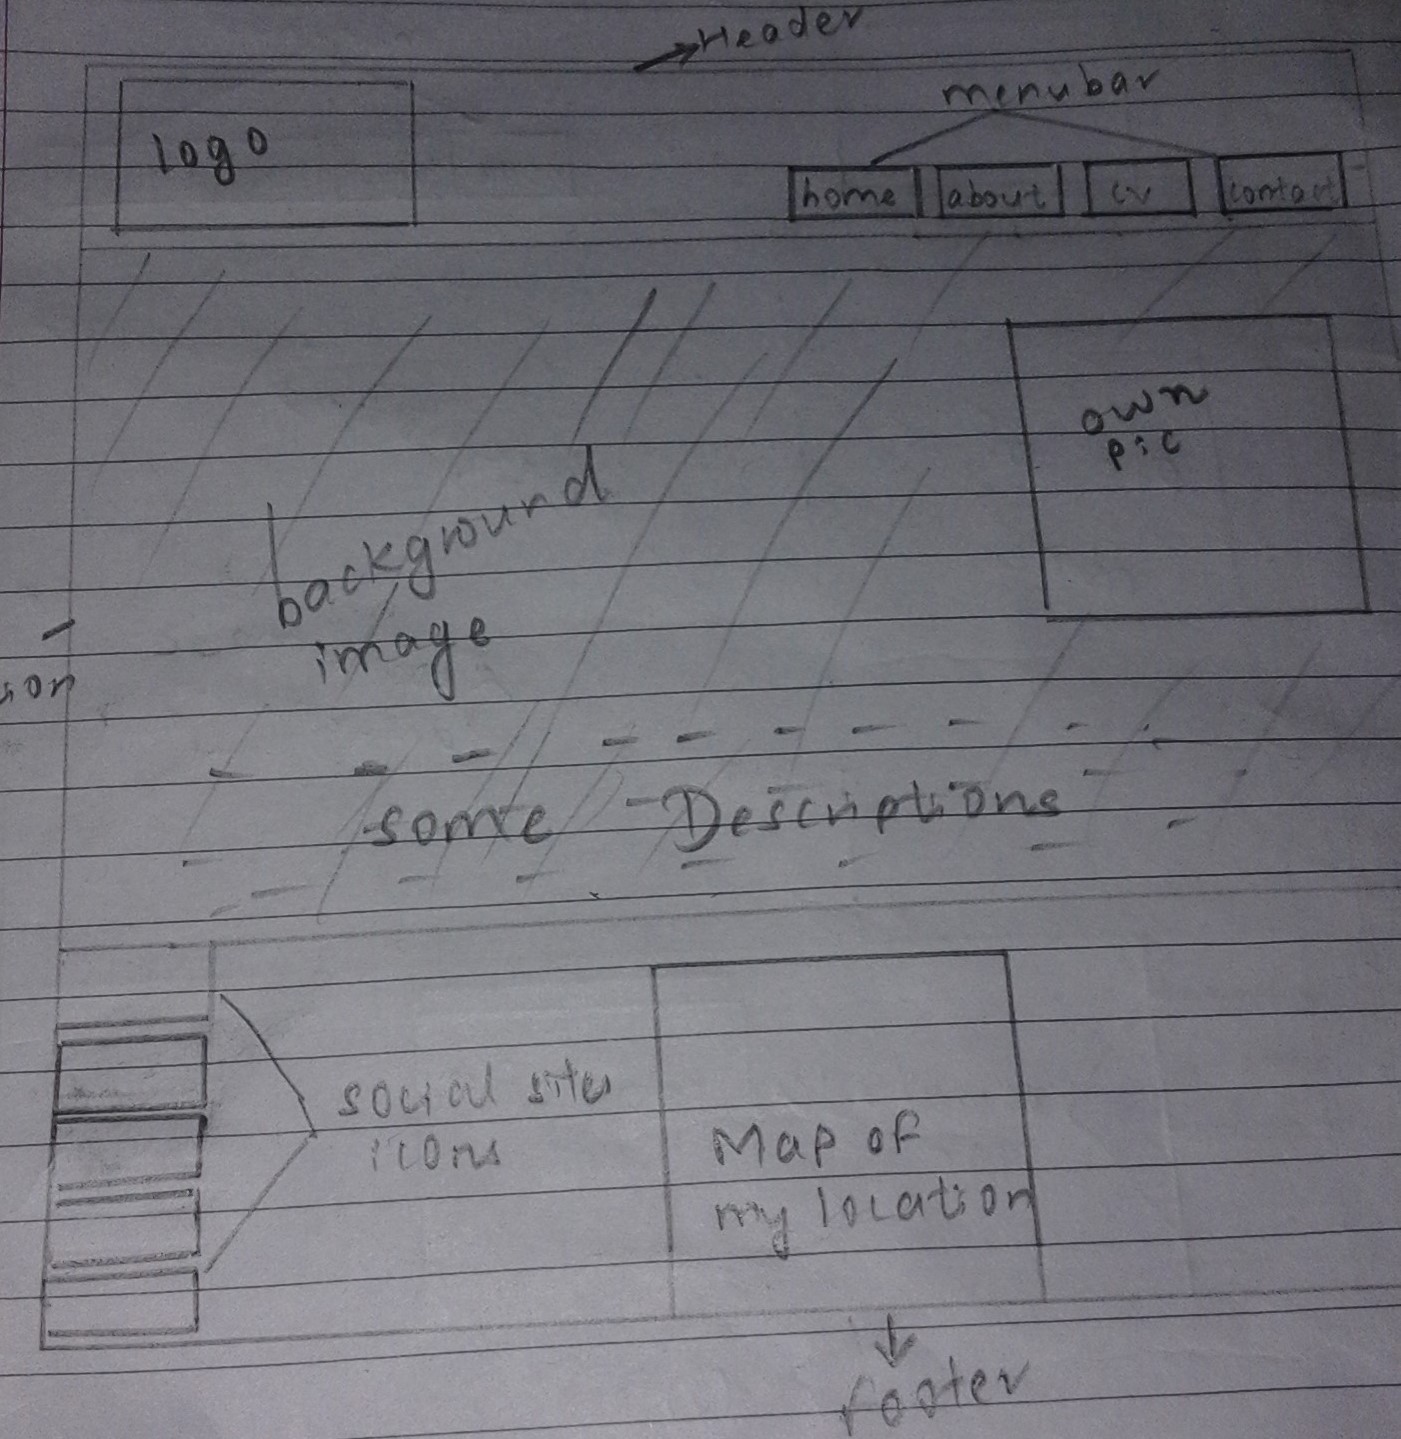 Header
menubar
logo
home about cv contact
own
pic
background
image
some Descriptions
social sites
icons
Map of
my location
footer